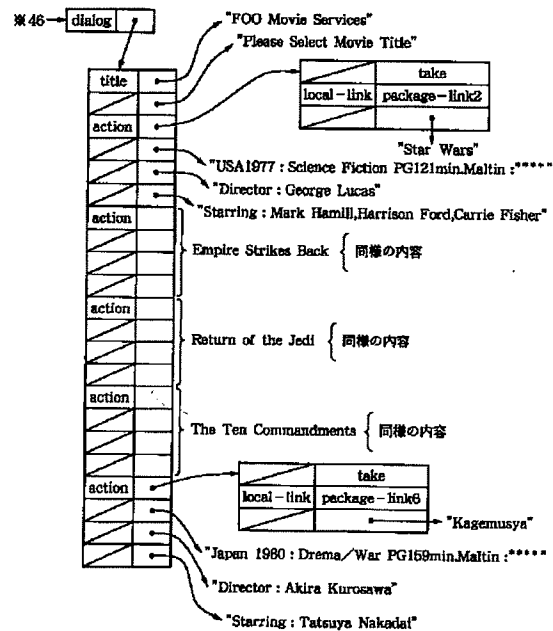 ※46 dialog
"FOO Movie Services"
"Please Select Movie Title"
title
take
local-link package-link2
action
"Star Wars"
"USA1977 : Science Fiction PG121min.Maltin :*****"
"Director : George Lucas"
"Starring : Mark Hamill,Harrison Ford,Carrie Fisher"
action
Empire Strikes Back 同様の内容
action
Return of the Jedi 同様の内容
action
The Ten Commandments 同様の内容
action
take
local-link package-link6
"Kagemusya"
"Japan 1980 : Drema/War PG159min.Maltin :*****"
"Director : Akira Kurosawa"
"Starring : Tatsuya Nakadai"